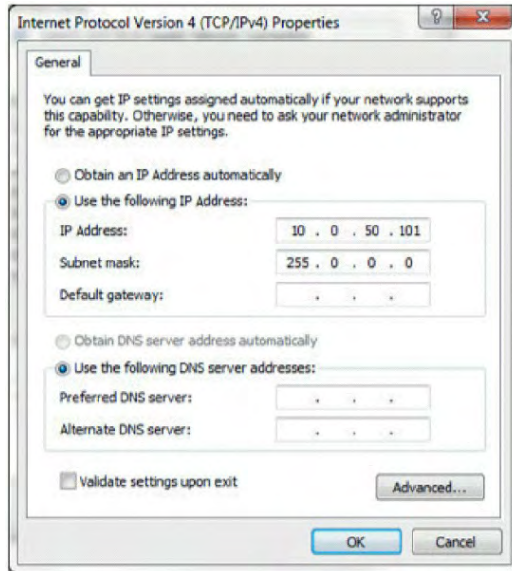 Internet Protocol Version 4 (TCP/IPv4) Properties
General
You can get IP settings assigned automatically if your network supports
this capability. Otherwise, you need to ask your network administrator
for the appropriate IP settings.
Obtain an IP Address automatically
Use the following IP Address:
IP Address: 10 . 0 . 50 . 101
Subnet mask: 255 . 0 . 0 . 0
Default gateway: . . .
Obtain DNS server address automatically
Use the following DNS server addresses:
Preferred DNS server: . . .
Alternate DNS server: . . .
Validate settings upon exit
Advanced...
OK Cancel